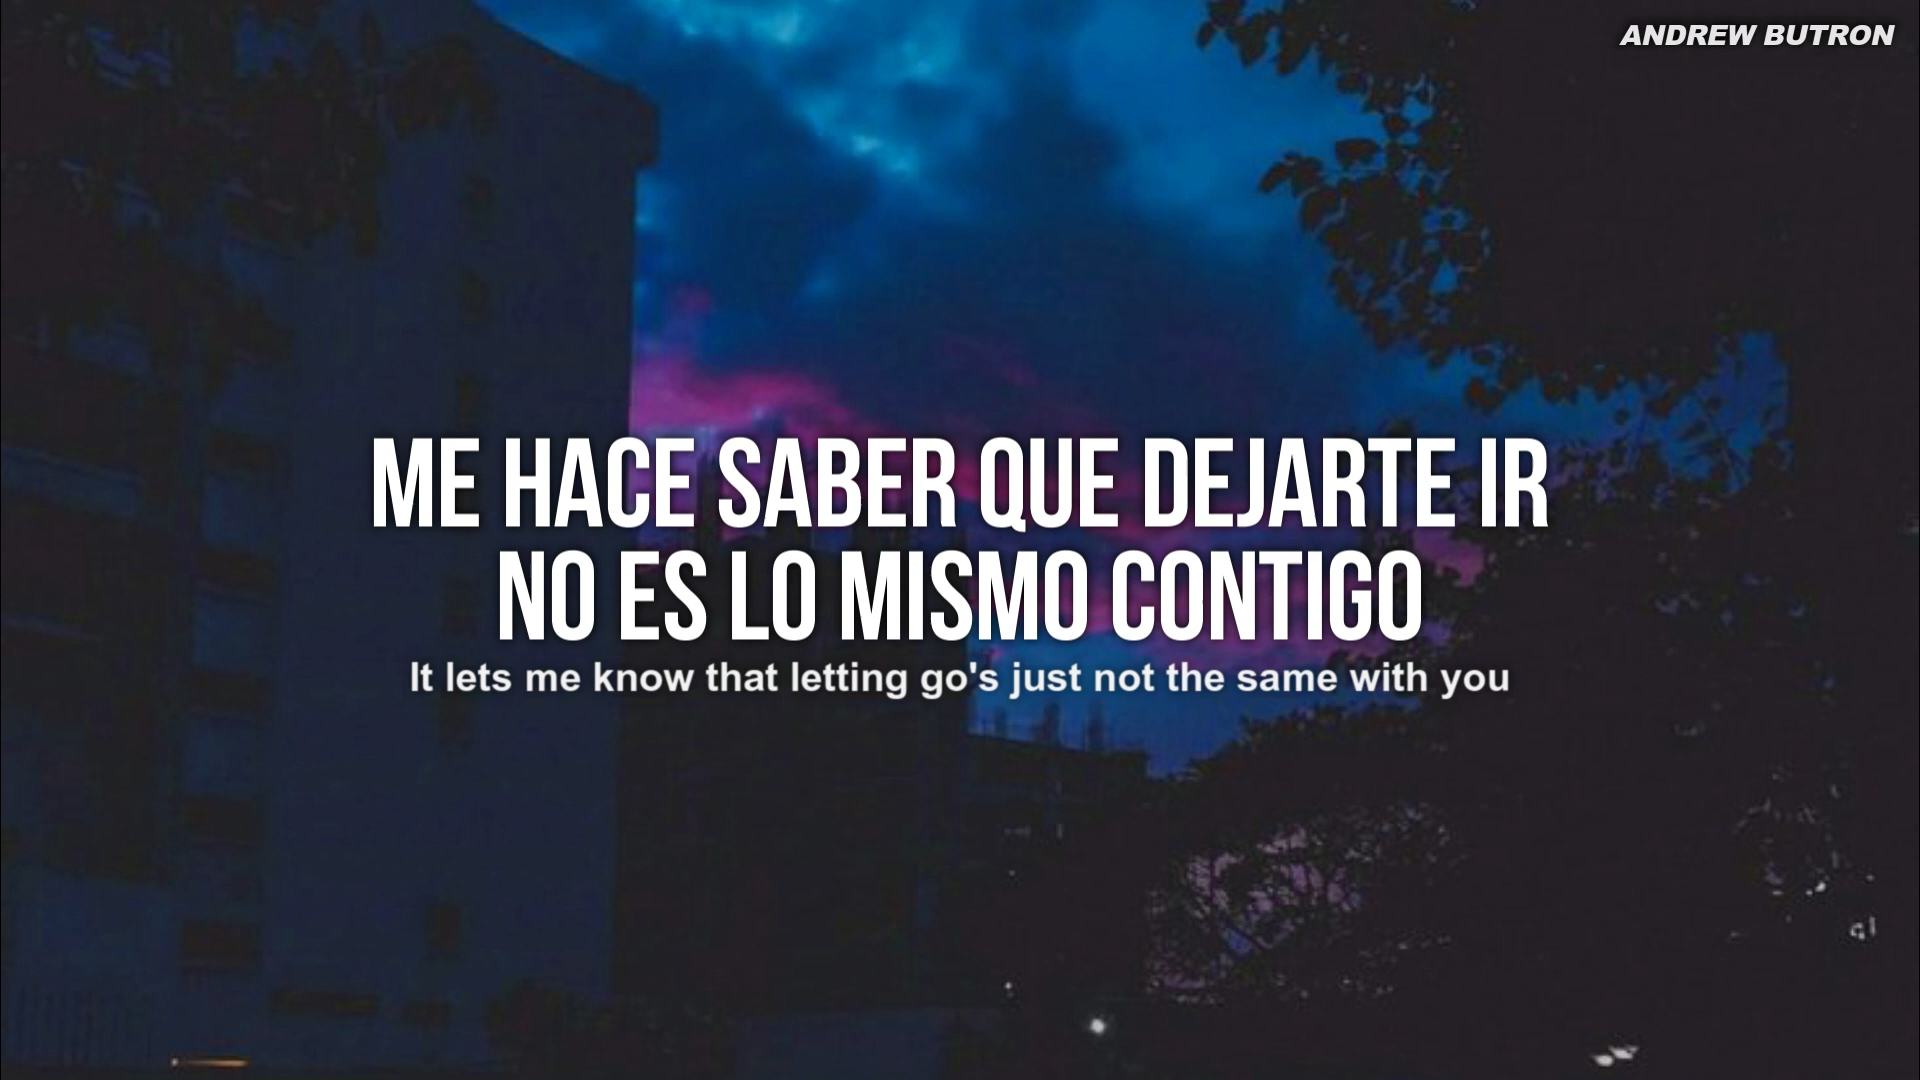 ANDREW BUTRON
ME HACE SABER QUE DEJARTE IR
NO ES LO MISMO CONTIGO
It lets me know that letting go's just not the same with you